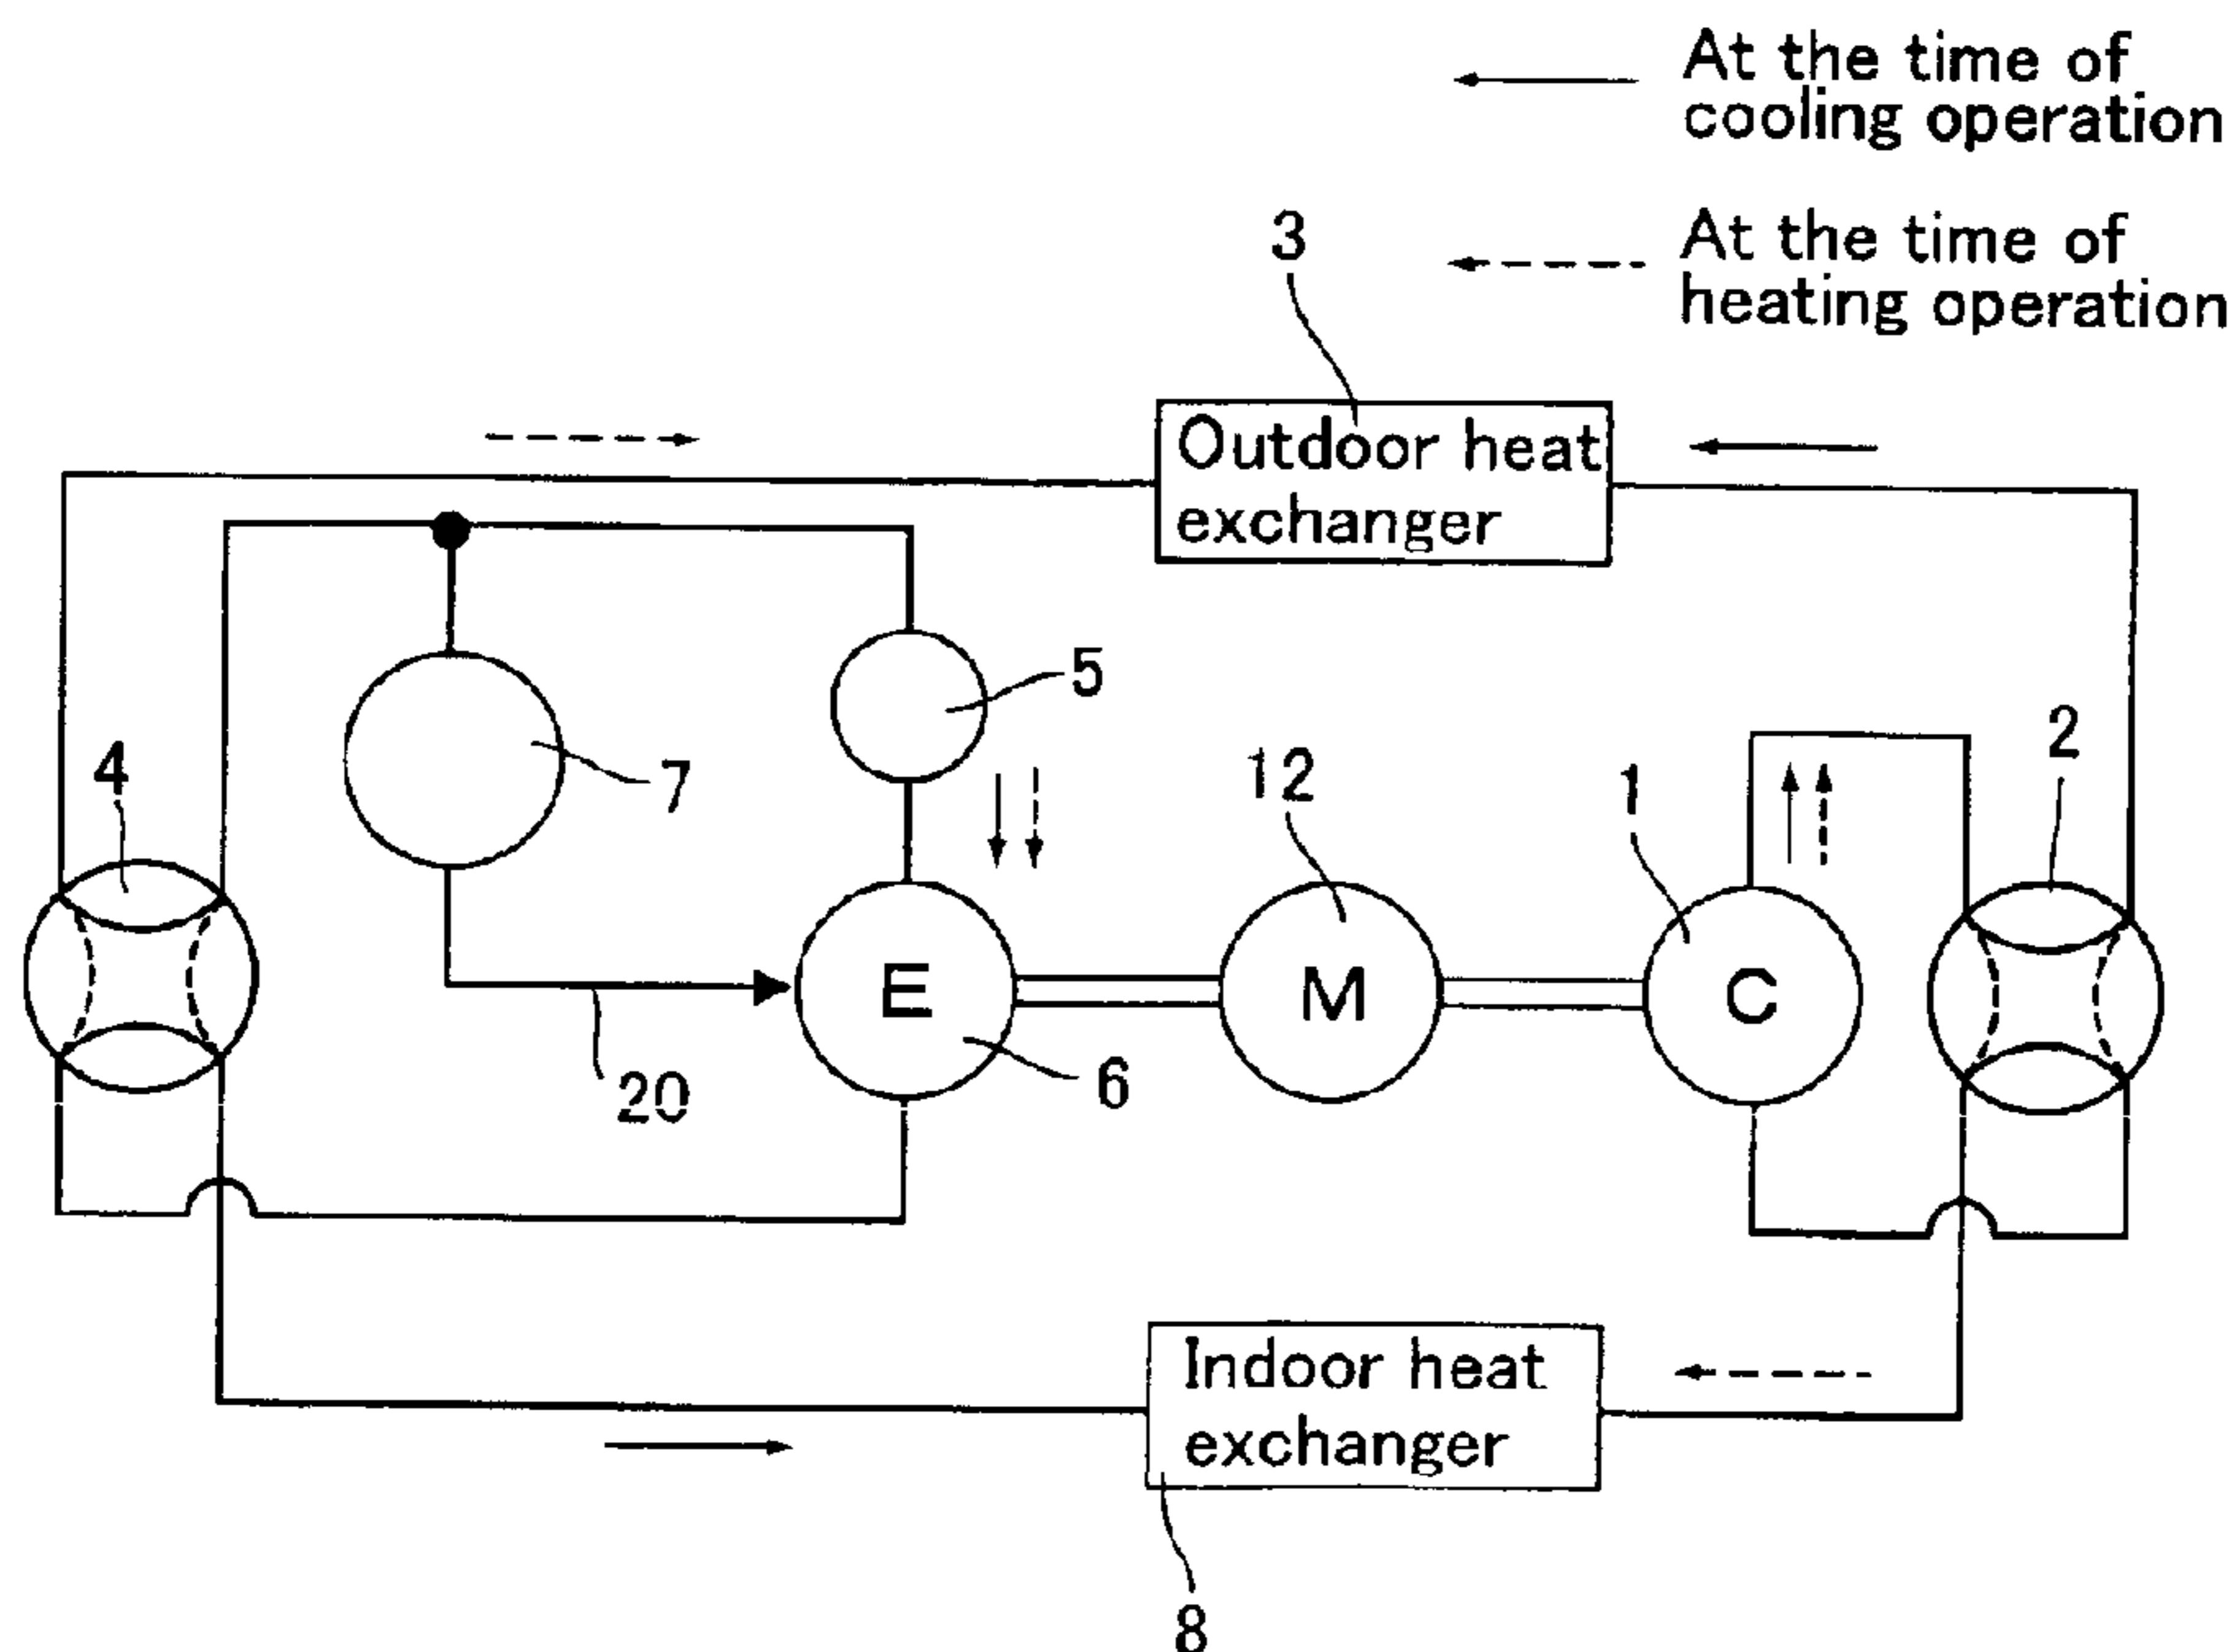 At the time of
cooling operation
At the time of
heating operation
3
Outdoor heat
exchanger
5
7
4
12
1
2
E
M
C
20
6
Indoor heat
exchanger
8